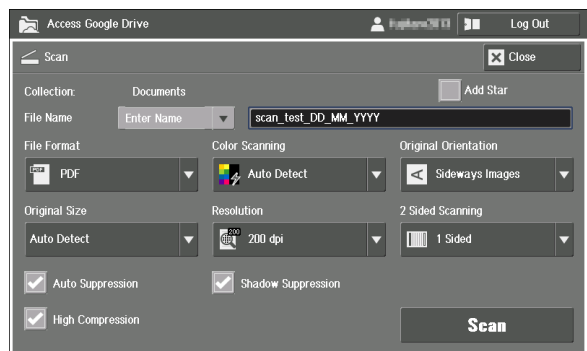 Access Google Drive
Log Out
Scan
Close
Collection: Documents
Add Star
File Name
Enter Name
scan_test_DD_MM_YYYY
File Format
Color Scanning
Original Orientation
PDF
PDF
Auto Detect
Sideways Images
Original Size
Resolution
2 Sided Scanning
Auto Detect
200
200 dpi
1 Sided
Auto Suppression
Shadow Suppression
High Compression
Scan